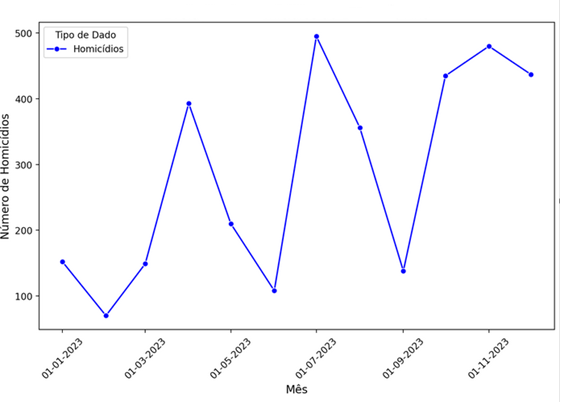 500
400
300
200
100
Número de Homicídios
Tipo de Dado
Homicídios
01-01-2023
01-03-2023
01-05-2023
01-07-2023
01-09-2023
01-11-2023
Mês